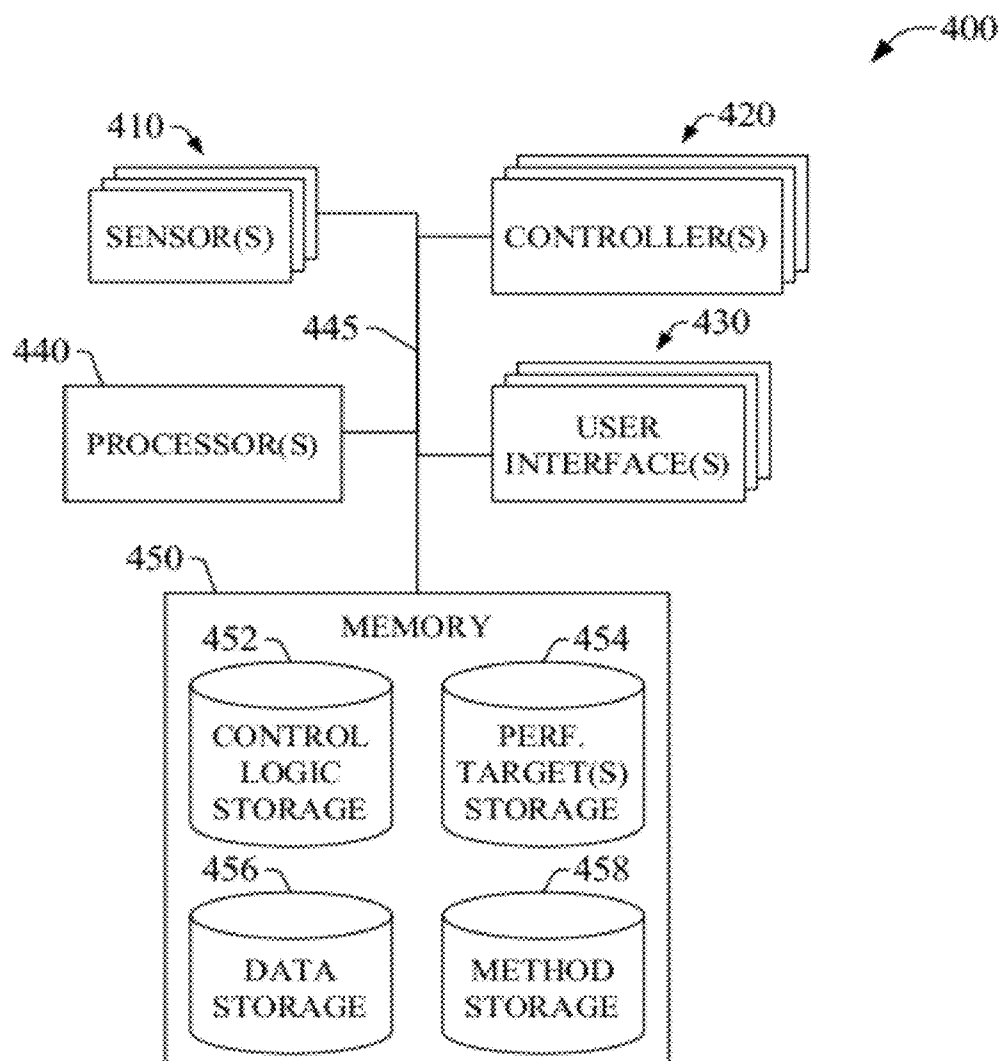 400
410
420
SENSOR(S)
CONTROLLER(S)
445
430
440
PROCESSOR(S)
USER
INTERFACE(S)
450
MEMORY
452
454
CONTROL
LOGIC
STORAGE
PERF.
TARGET(S)
STORAGE
456
458
DATA
STORAGE
METHOD
STORAGE